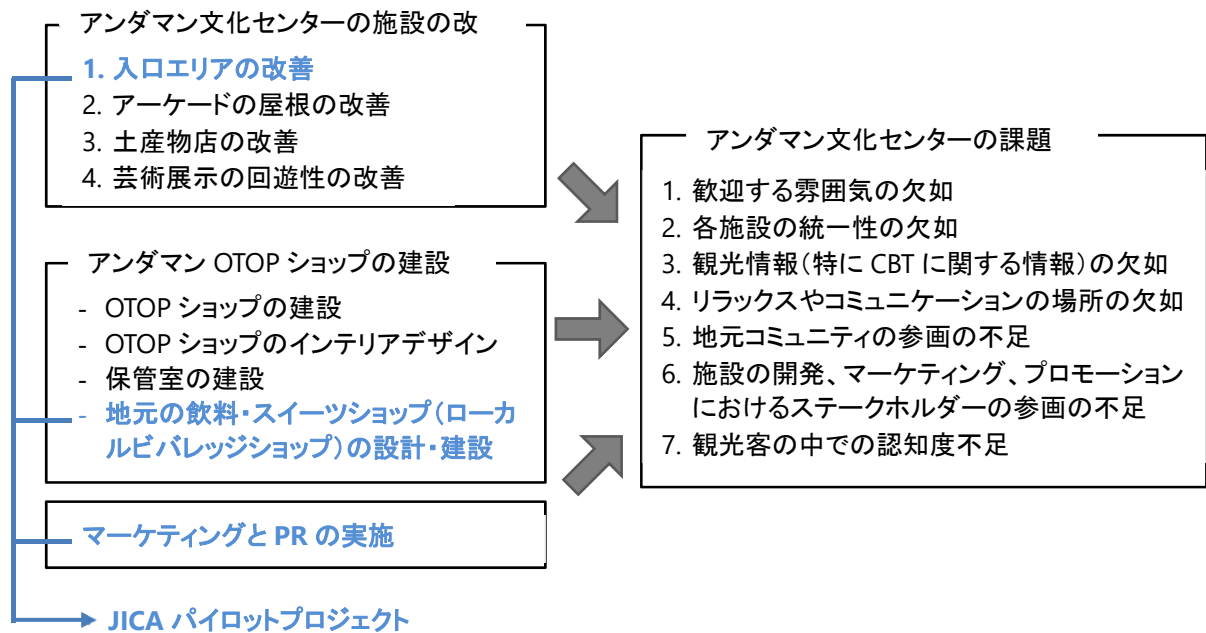 アンダマン文化センターの施設の改
1. 入口エリアの改善
2. アーケードの屋根の改善
3. 土産物店の改善
4. 芸術展示の回遊性の改善
アンダマン OTOP ショップの建設
- OTOP ショップの建設
- OTOP ショップのインテリアデザイン
- 保管室の建設
- 地元の飲料・スイーツショップ(ローカ
ルビバレッジショップ)の設計・建設
マーケティングと PR の実施
JICA パイロットプロジェクト
アンダマン文化センターの課題
1. 歓迎する雰囲気の欠如
2. 各施設の統一性の欠如
3. 観光情報(特に CBT に関する情報)の欠如
4. リラックスやコミュニケーションの場所の欠如
5. 地元コミュニティの参画の不足
6. 施設の開発、マーケティング、プロモーション
におけるステークホルダーの参画の不足
7. 観光客の中での認知度不足